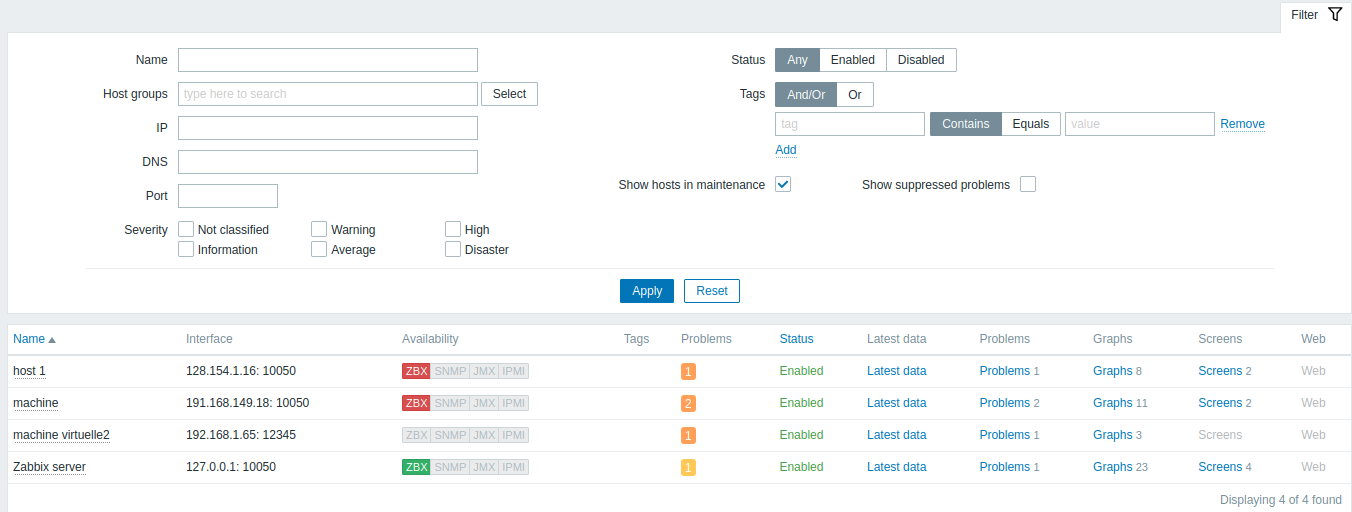 Filter
Name Status Any Enabled Disabled
Host groups type here to search Select Tags And/Or Or
IP tag Contains Equals value Remove
DNS Add
Port Show hosts in maintenance Show suppressed problems
Severity Not classified Warning High
Information Average Disaster
Apply Reset
Name Interface Availability Tags Problems Status Latest data Problems Graphs Screens Web
host 1 128.154.1.16: 10050 ZBX SNMP JMX IPMI 1 Enabled Latest data Problems 1 Graphs 8 Screens 2 Web
machine 191.168.149.18: 10050 ZBX SNMP JMX IPMI 2 Enabled Latest data Problems 2 Graphs 11 Screens 2 Web
machine virtuelle2 192.168.1.65: 12345 ZBX SNMP JMX IPMI 1 Enabled Latest data Problems 1 Graphs 3 Screens Web
Zabbix server 127.0.0.1: 10050 ZBX SNMP JMX IPMI 1 Enabled Latest data Problems 1 Graphs 23 Screens 4 Web
Displaying 4 of 4 found